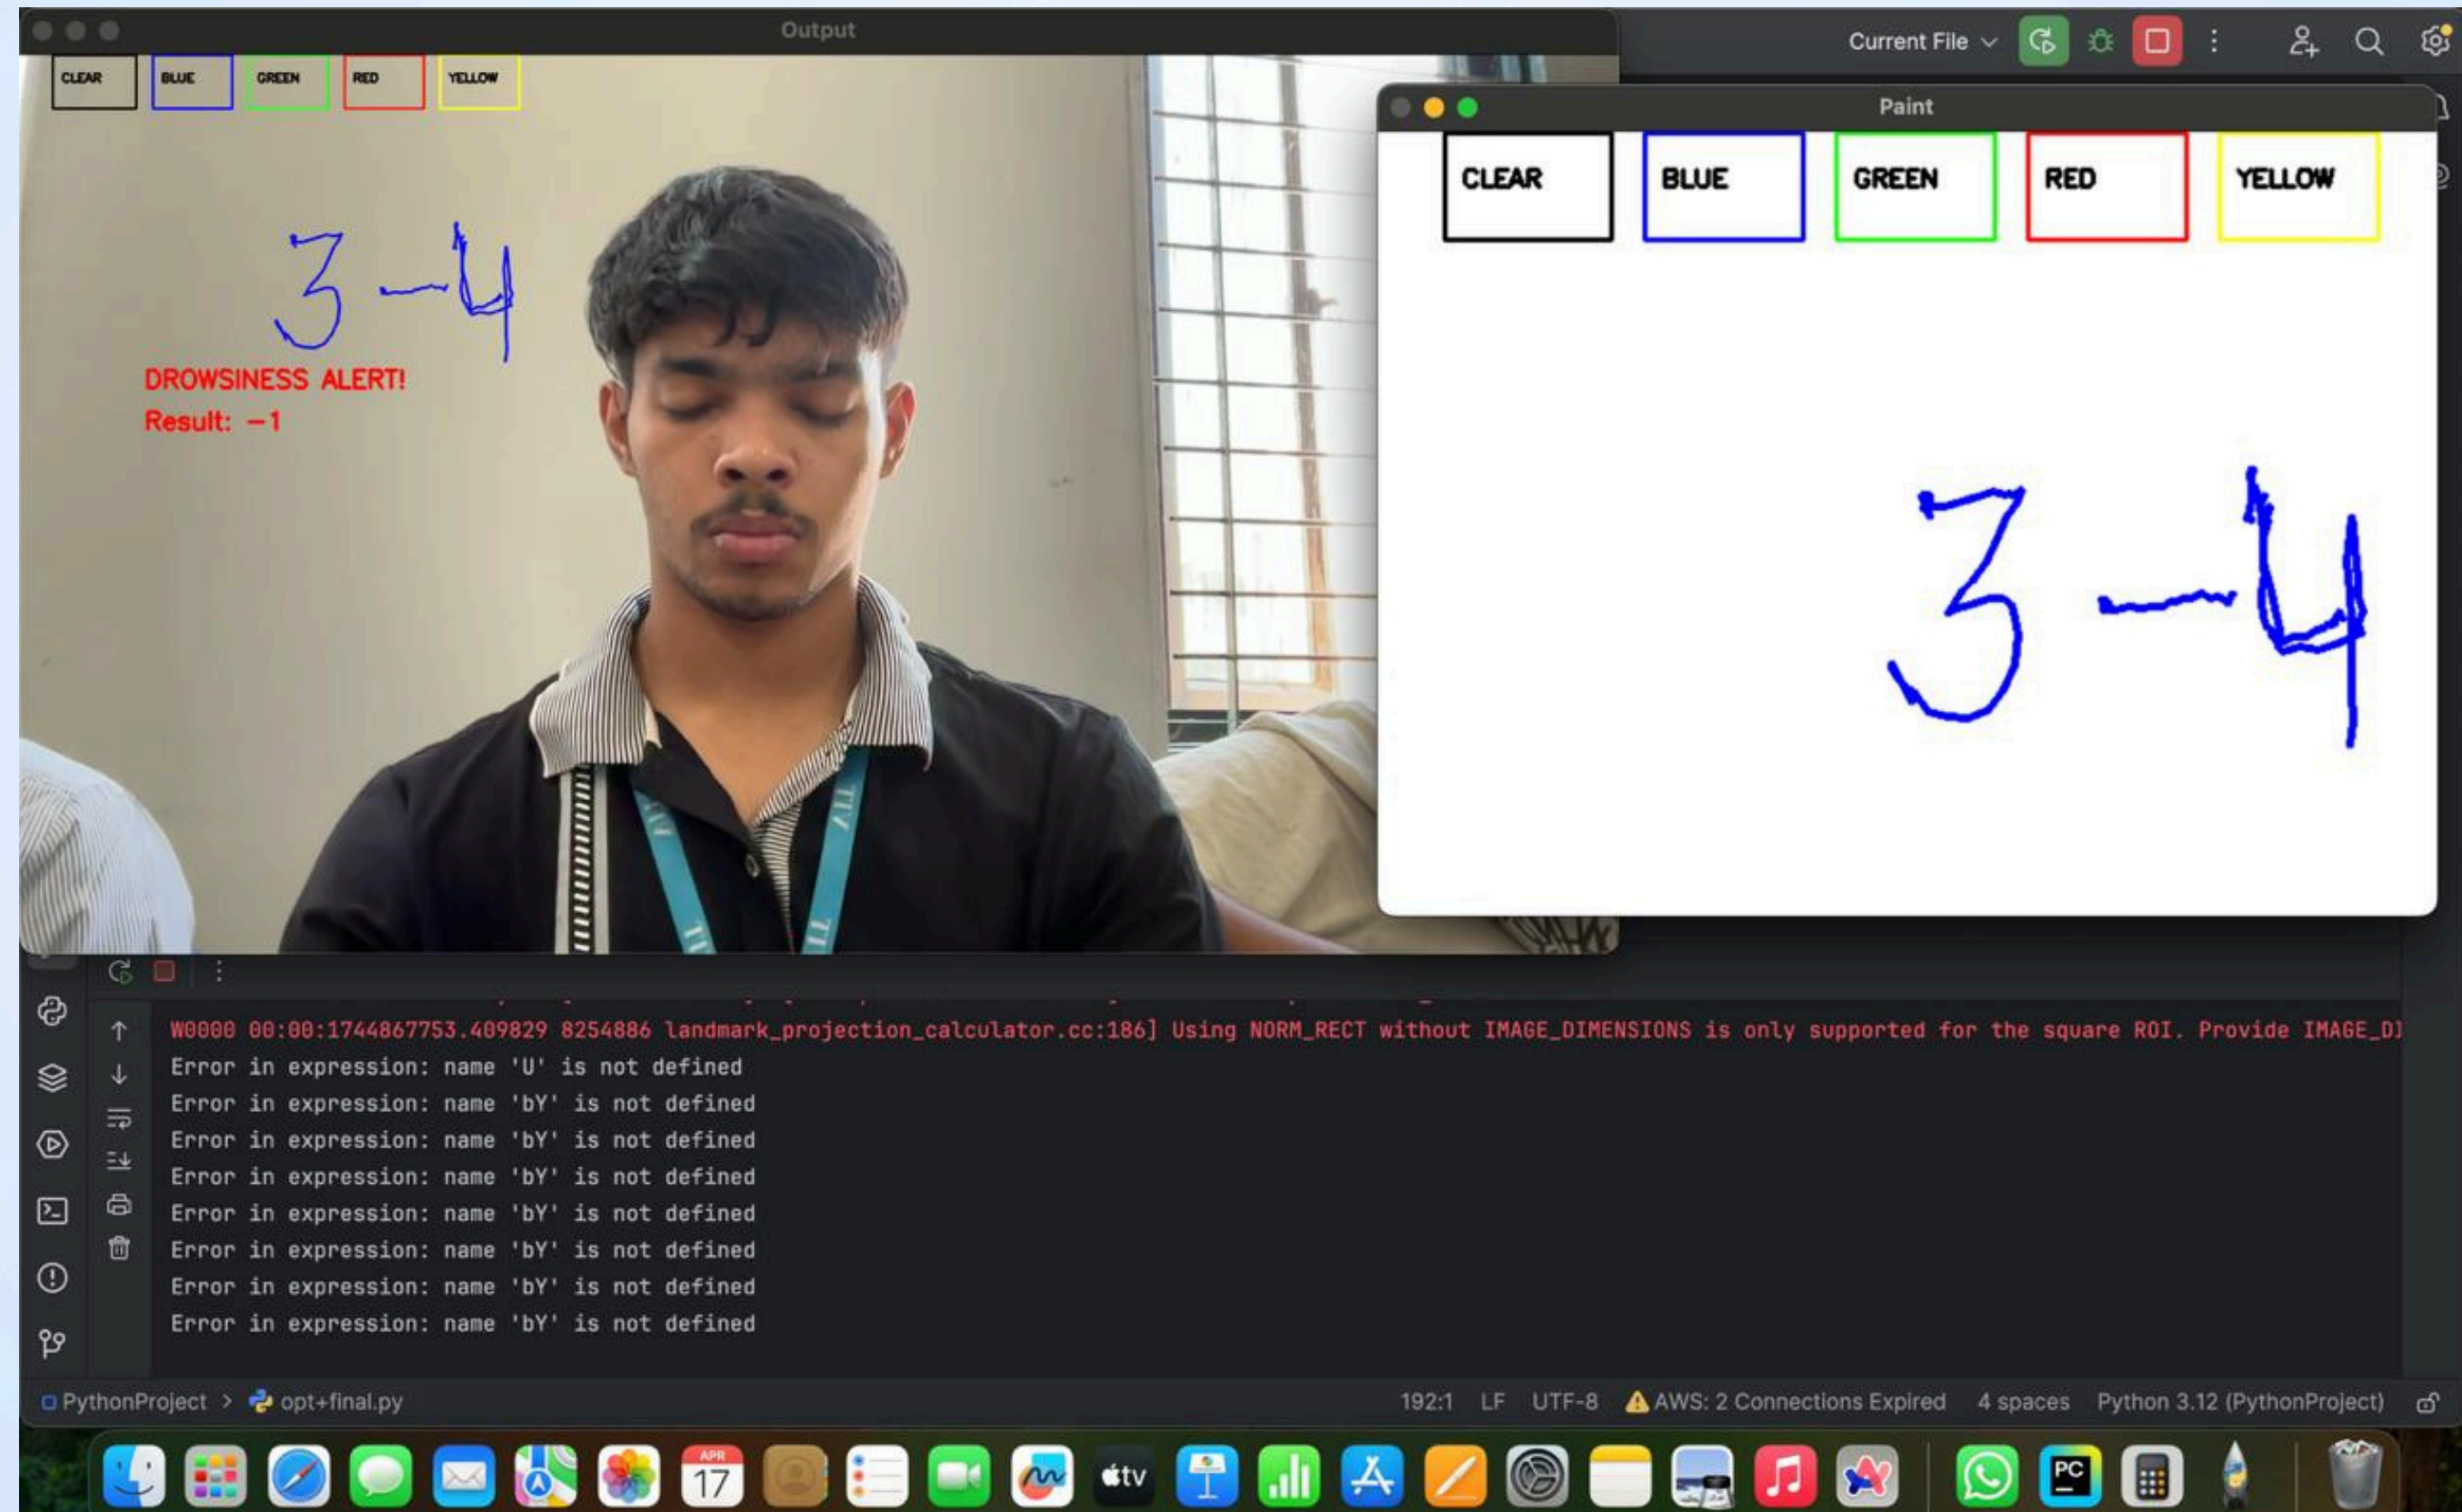 Output
Current File
CLEAR BLUE GREEN RED YELLOW
3-4
DROWSINESS ALERT!
Result: -1
Paint
CLEAR BLUE GREEN RED YELLOW
3-4
W0000 00:00:1744867753.409829 8254886 landmark_projection_calculator.cc:186] Using NORM_RECT without IMAGE_DIMENSIONS is only supported for the square ROI. Provide IMAGE_DI
Error in expression: name 'U' is not defined
Error in expression: name 'bY' is not defined
Error in expression: name 'bY' is not defined
Error in expression: name 'bY' is not defined
Error in expression: name 'bY' is not defined
Error in expression: name 'bY' is not defined
Error in expression: name 'bY' is not defined
Error in expression: name 'bY' is not defined
PythonProject > opt+final.py 192:1 LF UTF-8 AWS: 2 Connections Expired 4 spaces Python 3.12 (PythonProject)
APR
17
tv
PC